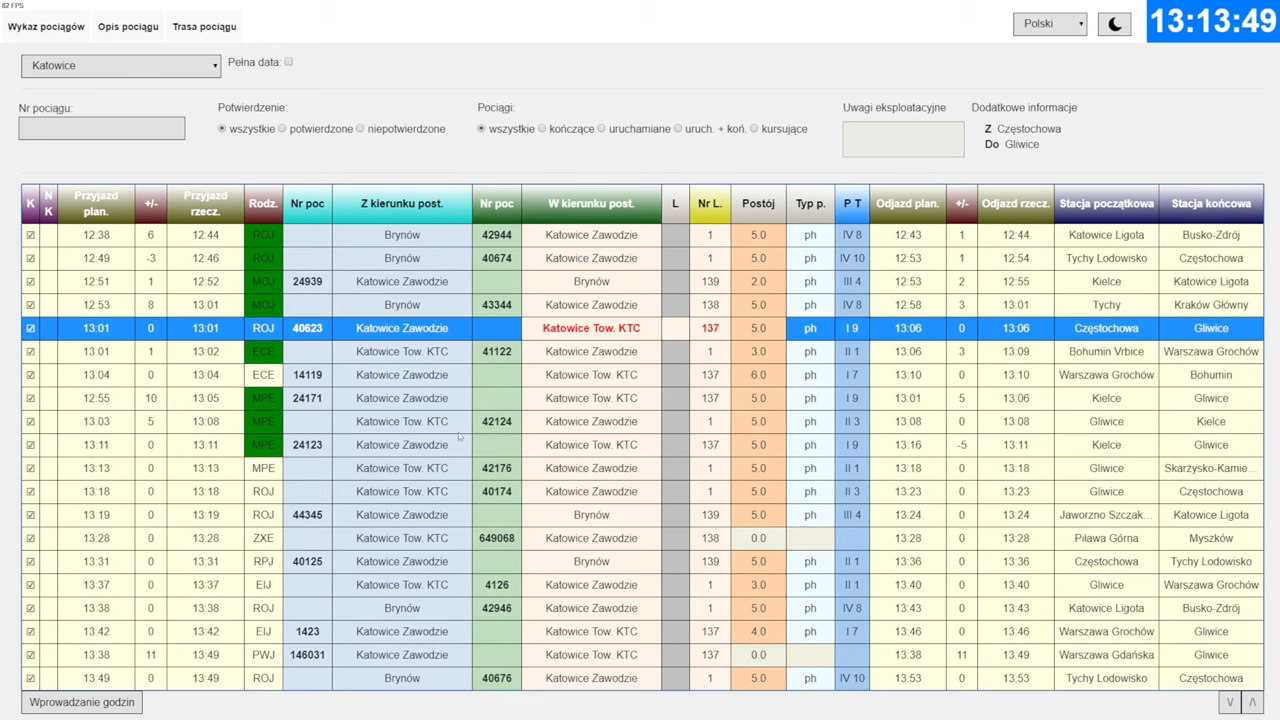 82 FPS
Wykaz pociągów Opis pociągu Trasa pociągu Polski 13:13:49
Katowice Pełna data:
Nr pociągu: Potwierdzenie: Pociągi: Uwagi eksploatacyjne Dodatkowe informacje
wszystkie potwierdzone niepotwierdzone wszystkie kończące uruchamiane uruch. + koń. kursujące Z Częstochowa
Do Gliwice
K N K Przyjazd plan. +/- Przyjazd rzecz. Rodz. Nr poc Z kierunku post. Nr poc W kierunku post. L Nr L. Postój Typ p. P T Odjazd plan. +/- Odjazd rzecz. Stacja początkowa Stacja końcowa
12:38 6 12:44 ROJ Brynów 42944 Katowice Zawodzie 1 5.0 ph IV 8 12:43 1 12:44 Katowice Ligota Busko-Zdrój
12:49 -3 12:46 ROJ Brynów 40674 Katowice Zawodzie 1 5.0 ph IV 10 12:53 1 12:54 Tychy Lodowisko Częstochowa
12:51 1 12:52 MOJ 24939 Katowice Zawodzie Brynów 139 2.0 ph III 4 12:53 2 12:55 Kielce Katowice Ligota
12:53 8 13:01 MOJ Brynów 43344 Katowice Zawodzie 138 5.0 ph IV 8 12:58 3 13:01 Tychy Kraków Główny
13:01 0 13:01 ROJ 40623 Katowice Zawodzie Katowice Tow. KTC 137 5.0 ph I 9 13:06 0 13:06 Częstochowa Gliwice
13:01 1 13:02 ECE Katowice Tow. KTC 41122 Katowice Zawodzie 1 3.0 ph II 1 13:06 3 13:09 Bohumin Vrbice Warszawa Grochów
13:04 0 13:04 ECE 14119 Katowice Zawodzie Katowice Tow. KTC 137 6.0 ph I 7 13:10 0 13:10 Warszawa Grochów Bohumin
12:55 10 13:05 MPE 24171 Katowice Zawodzie Katowice Tow. KTC 137 5.0 ph I 9 13:01 5 13:06 Kielce Gliwice
13:03 5 13:08 MPE Katowice Tow. KTC 42124 Katowice Zawodzie 1 5.0 ph II 3 13:08 0 13:08 Gliwice Kielce
13:11 0 13:11 MPE 24123 Katowice Zawodzie Katowice Tow. KTC 137 5.0 ph I 9 13:16 -5 13:11 Kielce Gliwice
13:13 0 13:13 MPE Katowice Tow. KTC 42176 Katowice Zawodzie 1 5.0 ph II 1 13:18 0 13:18 Gliwice Skarżysko-Kamie...
13:18 0 13:18 ROJ Katowice Tow. KTC 40174 Katowice Zawodzie 1 5.0 ph II 3 13:23 0 13:23 Gliwice Częstochowa
13:19 0 13:19 ROJ 44345 Katowice Zawodzie Brynów 139 5.0 ph III 4 13:24 0 13:24 Jaworzno Szczak... Katowice Ligota
13:28 0 13:28 ZXE Katowice Tow. KTC 649068 Katowice Zawodzie 138 0.0 13:28 0 13:28 Piława Górna Myszków
13:31 0 13:31 RPJ 40125 Katowice Zawodzie Brynów 139 5.0 ph II 1 13:36 0 13:36 Częstochowa Tychy Lodowisko
13:37 0 13:37 EIJ Katowice Tow. KTC 4126 Katowice Zawodzie 1 3.0 ph II 1 13:40 0 13:40 Gliwice Warszawa Grochów
13:38 0 13:38 ROJ Brynów 42946 Katowice Zawodzie 1 5.0 ph IV 8 13:43 0 13:43 Katowice Ligota Busko-Zdrój
13:42 0 13:42 EIJ 1423 Katowice Zawodzie Katowice Tow. KTC 137 4.0 ph I 7 13:46 0 13:46 Warszawa Grochów Gliwice
13:38 11 13:49 PWJ 146031 Katowice Zawodzie Katowice Tow. KTC 137 0.0 13:38 11 13:49 Warszawa Gdańska Gliwice
13:49 0 13:49 ROJ Brynów 40676 Katowice Zawodzie 1 5.0 ph IV 10 13:53 0 13:53 Tychy Lodowisko Częstochowa
Wprowadzanie godzin V Λ